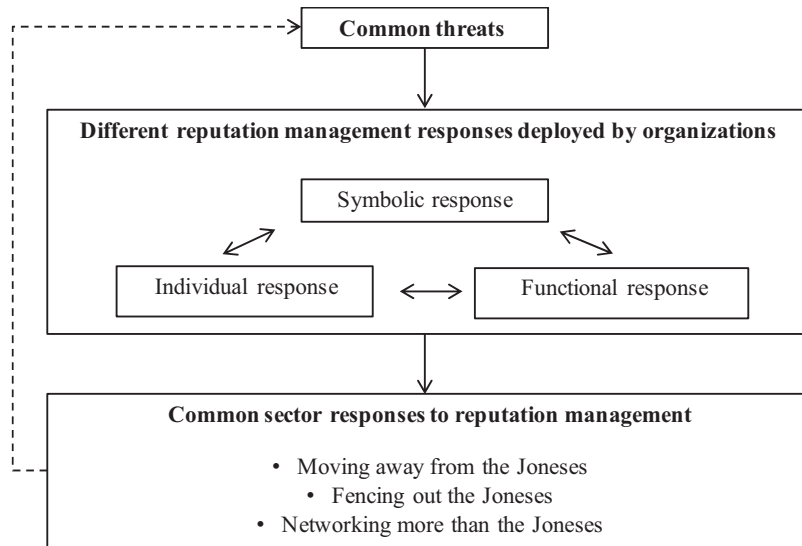 Common threats
Different reputation management responses deployed by organizations
Symbolic response
Individual response
Functional response
Common sector responses to reputation management
• Moving away from the Joneses
• Fencing out the Joneses
• Networking more than the Joneses